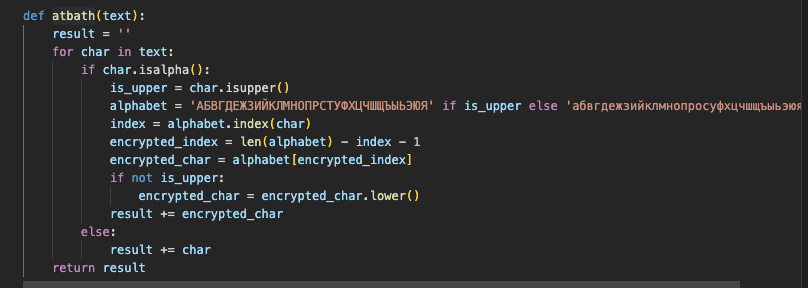 def atbath(text):
    result = ''
    for char in text:
        if char.isalpha():
            is_upper = char.isupper()
            alphabet = 'АБВГДЕЖЗИЙКЛМНОПРСТУФХЦЧШЩЪЫЬЭЮЯ' if is_upper else 'абвгдежзийклмнопросуфхцчшщъыьэюя
            index = alphabet.index(char)
            encrypted_index = len(alphabet) - index - 1
            encrypted_char = alphabet[encrypted_index]
            if not is_upper:
                encrypted_char = encrypted_char.lower()
            result += encrypted_char
        else:
            result += char
    return result